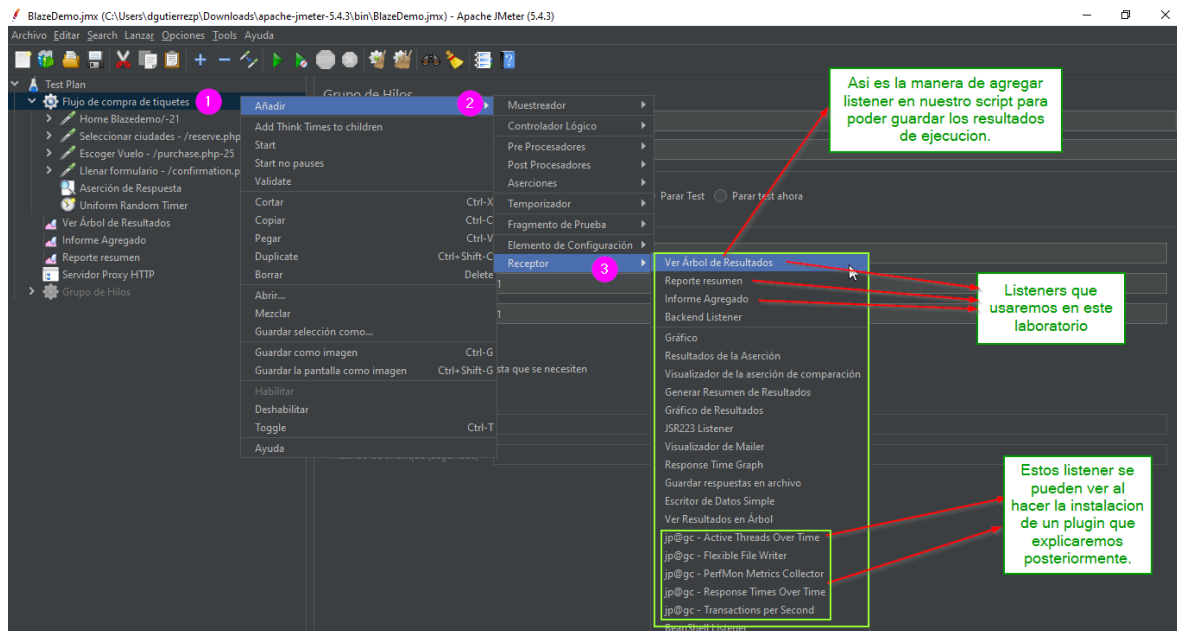 BlazeDemo.jmx (C:\Users\dgutierrezp\Downloads\apache-jmeter-5.4.3\bin\BlazeDemo.jmx) - Apache JMeter (5.4.3)
Archivo Editar Search Lanzar Opciones Tools Ayuda
Test Plan
Flujo de compra de tiquetes
1
Home Blazedemo/-21
Seleccionar ciudades - /reserve.php
Escoger Vuelo - /purchase.php-25
Llenar formulario - /confirmation.p
Aserción de Respuesta
Uniform Random Timer
Ver Árbol de Resultados
Informe Agregado
Reporte resumen
Servidor Proxy HTTP
Grupo de Hilos
Grupo de Hilos
Añadir
2
Add Think Times to children
Start
Start no pauses
Validate
Cortar Ctrl-X
Copiar Ctrl-C
Pegar Ctrl-V
Duplicate Ctrl+Shift-C
Borrar Delete
Abrir...
Mezclar
Guardar selección como...
Guardar como imagen Ctrl-G
Guardar la pantalla como imagen Ctrl+Shift-G
Habilitar
Deshabilitar
Toggle Ctrl-T
Ayuda
Muestreador
Controlador Lógico
Pre Procesadores
Post Procesadores
Aserciones
Temporizador
Fragmento de Prueba
Elemento de Configuración
Receptor
3
1
1
sta que se necesiten
Parar Test Parar test ahora
Ver Árbol de Resultados
Reporte resumen
Informe Agregado
Backend Listener
Gráfico
Resultados de la Aserción
Visualizador de la aserción de comparación
Generar Resumen de Resultados
Gráfico de Resultados
JSR223 Listener
Visualizador de Mailer
Response Time Graph
Guardar respuestas en archivo
Escritor de Datos Simple
Ver Resultados en Árbol
jp@gc - Active Threads Over Time
jp@gc - Flexible File Writer
jp@gc - PerfMon Metrics Collector
jp@gc - Response Times Over Time
jp@gc - Transactions per Second
BeanShell Listener
Asi es la manera de agregar
listener en nuestro script para
poder guardar los resultados
de ejecucion.
Listeners que
usaremos en este
laboratorio
Estos listener se
pueden ver al
hacer la instalacion
de un plugin que
explicaremos
posteriormente.